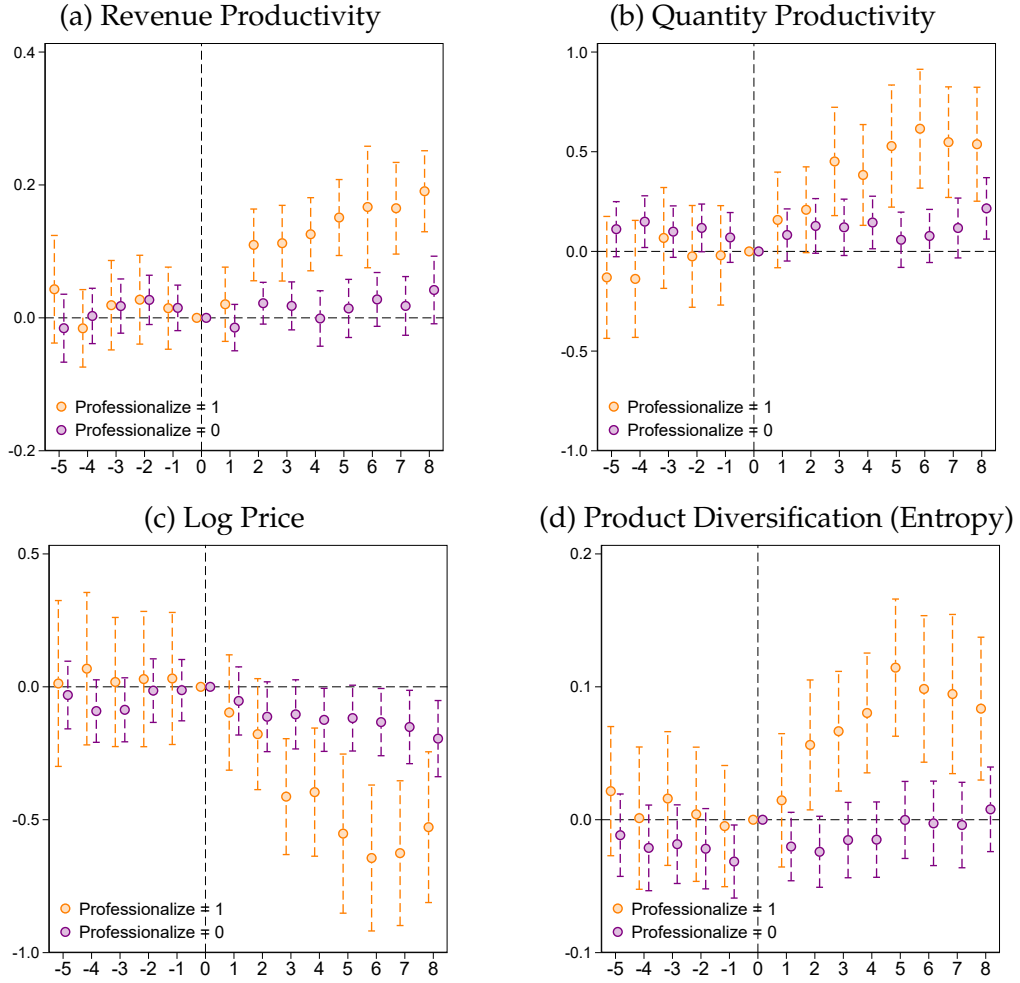 (a) Revenue Productivity
0.4
0.2
0.0
-0.2
Professionalize = 1
Professionalize = 0
-5 -4 -3 -2 -1 0 1 2 3 4 5 6 7 8
(b) Quantity Productivity
1.0
0.5
0.0
-0.5
-1.0
Professionalize = 1
Professionalize = 0
-5 -4 -3 -2 -1 0 1 2 3 4 5 6 7 8
(c) Log Price
0.5
0.0
-0.5
-1.0
Professionalize = 1
Professionalize = 0
-5 -4 -3 -2 -1 0 1 2 3 4 5 6 7 8
(d) Product Diversification (Entropy)
0.2
0.1
0.0
-0.1
Professionalize = 1
Professionalize = 0
-5 -4 -3 -2 -1 0 1 2 3 4 5 6 7 8